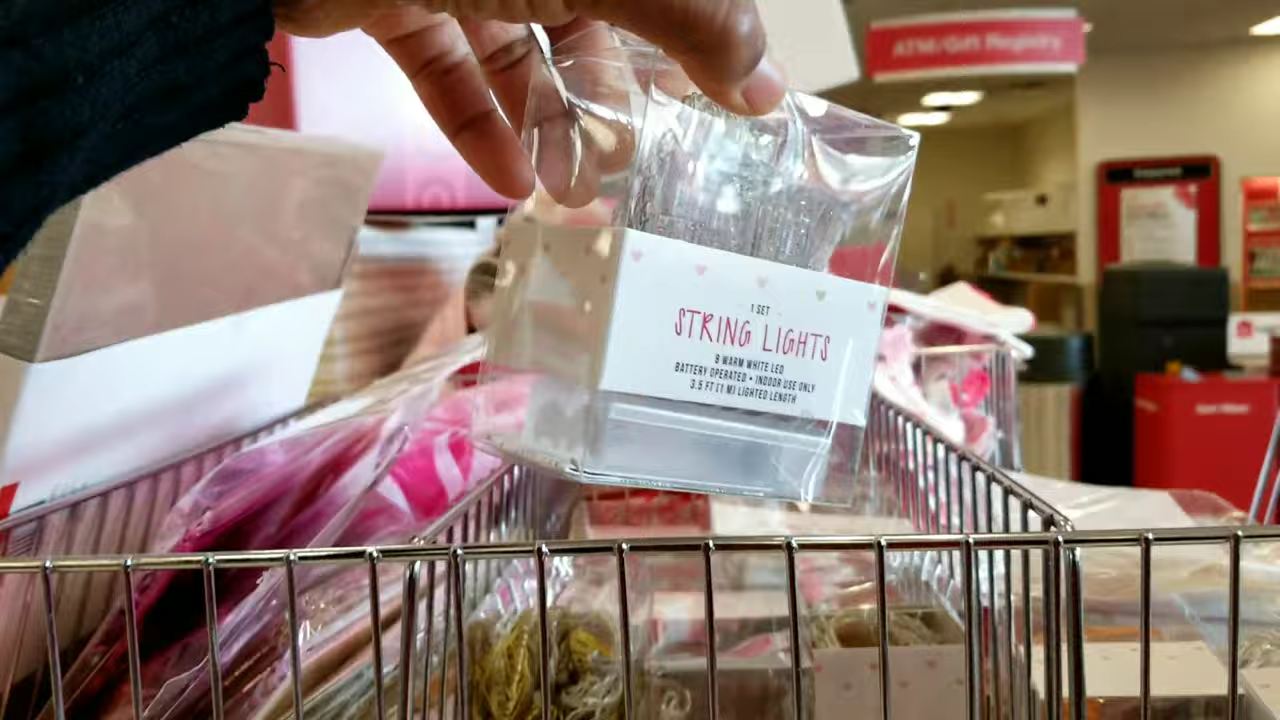 ATM/Gift Registry
1 SET
STRING LIGHTS
8 WARM WHITE LED
BATTERY OPERATED • INDOOR USE ONLY
3.5 FT (1 M) LIGHTED LENGTH